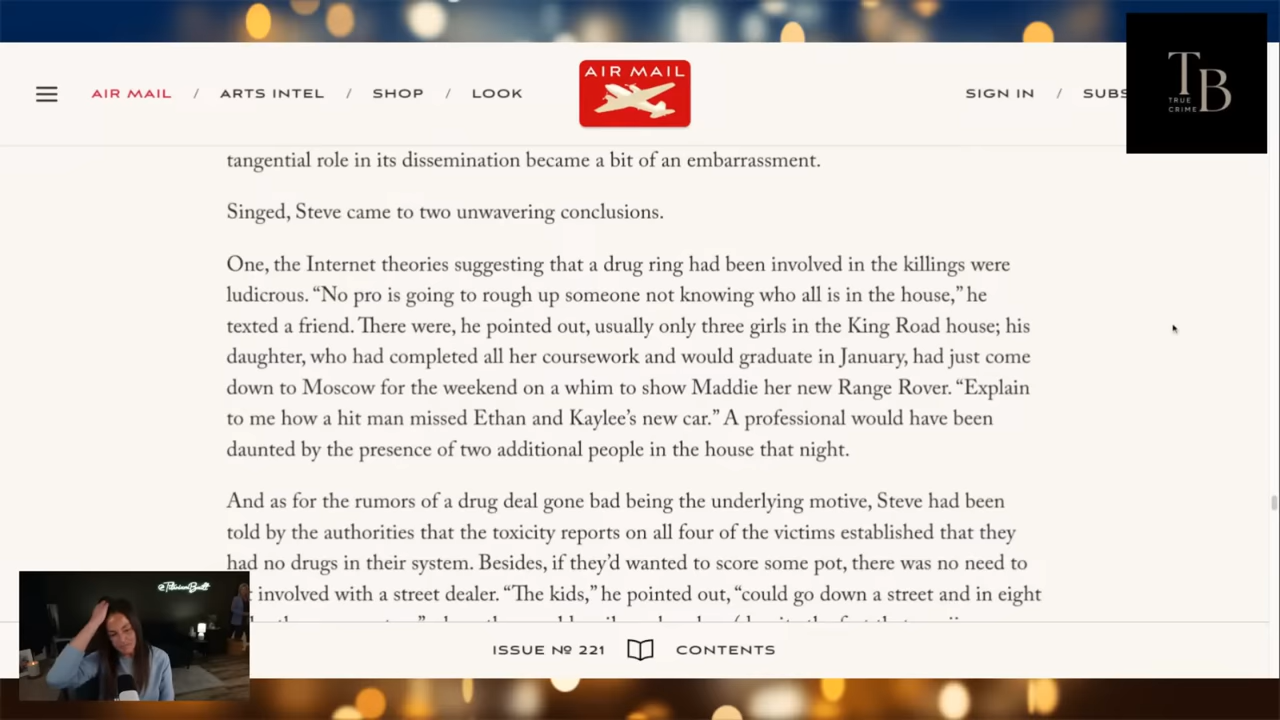 AIR MAIL / ARTS INTEL / SHOP / LOOK
AIR MAIL
SIGN IN / SUBS
TB
TRUE
CRIME
tangential role in its dissemination became a bit of an embarrassment.
Singed, Steve came to two unwavering conclusions.
One, the Internet theories suggesting that a drug ring had been involved in the killings were
ludicrous. “No pro is going to rough up someone not knowing who all is in the house,” he
texted a friend. There were, he pointed out, usually only three girls in the King Road house; his
daughter, who had completed all her coursework and would graduate in January, had just come
down to Moscow for the weekend on a whim to show Maddie her new Range Rover. “Explain
to me how a hit man missed Ethan and Kaylee’s new car.” A professional would have been
daunted by the presence of two additional people in the house that night.
And as for the rumors of a drug deal gone bad being the underlying motive, Steve had been
told by the authorities that the toxicity reports on all four of the victims established that they
had no drugs in their system. Besides, if they’d wanted to score some pot, there was no need to
involved with a street dealer. “The kids,” he pointed out, “could go down a street and in eight
ISSUE № 221 CONTENTS